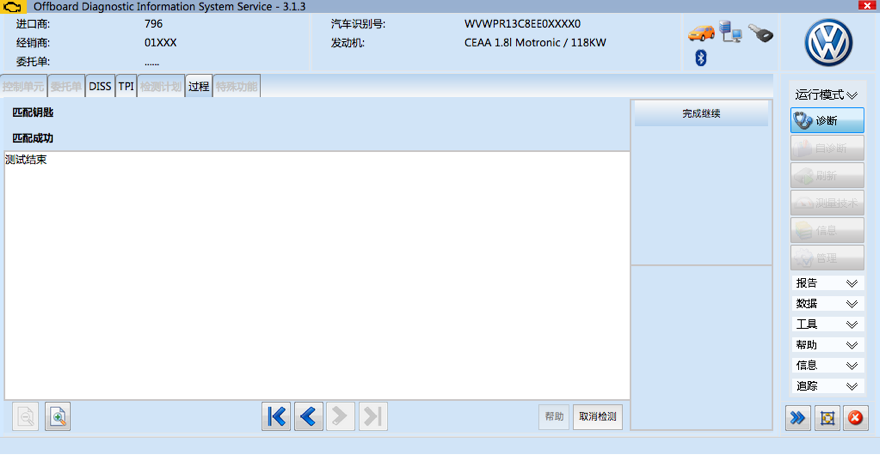 Offboard Diagnostic Information System Service - 3.1.3
进口商: 796 汽车识别号: WVWPR13C8EE0XXXX0
经销商: 01XXX 发动机: CEAA 1.8l Motronic / 118KW
委托单: ......
控制单元 委托单 DISS TPI 检测计划 过程 特殊功能
运行模式
匹配钥匙
完成继续
诊断
匹配成功
自诊断
测试结束
刷新
测量技术
信息
管理
报告
数据
工具
帮助
信息
追踪
帮助 取消检测